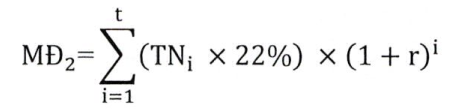 MĐ₂ = ∑_{i=1}^{t} (TNᵢ × 22%) × (1 + r)ⁱ